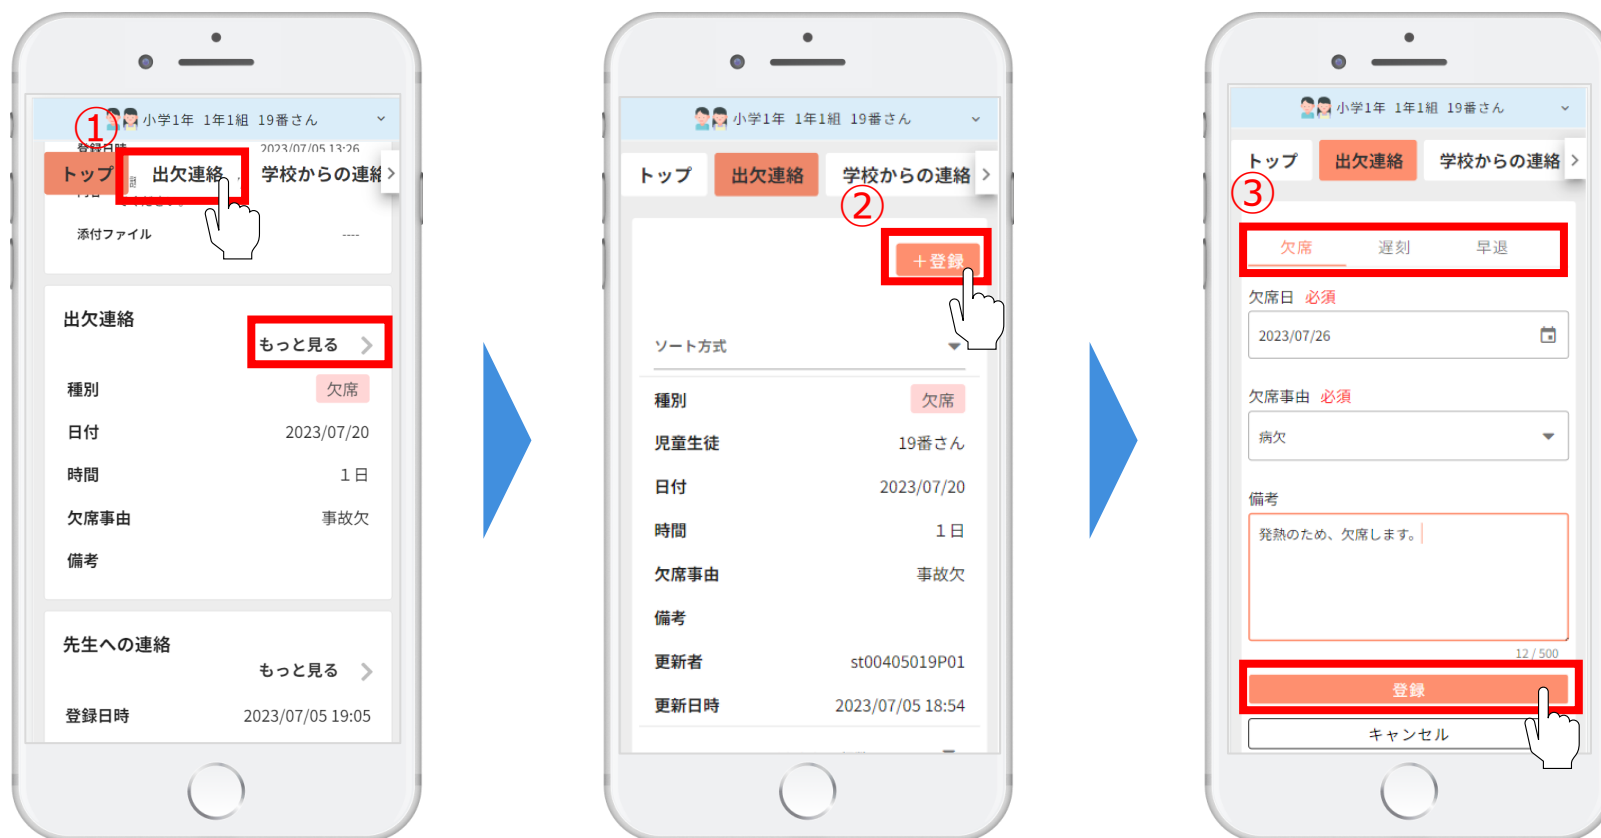 ①
小学1年 1年1組 19番さん
登録日時 2023/07/05 13:26
トップ 出欠連絡 学校からの連絡
添付ファイル ----
出欠連絡
もっと見る
種別 欠席
日付 2023/07/20
時間 1日
欠席事由 事故欠
備考
先生への連絡
もっと見る
登録日時 2023/07/05 19:05
小学1年 1年1組 19番さん
トップ 出欠連絡 学校からの連絡
②
＋登録
ソート方式
種別 欠席
児童生徒 19番さん
日付 2023/07/20
時間 1日
欠席事由 事故欠
備考
更新者 st00405019P01
更新日時 2023/07/05 18:54
小学1年 1年1組 19番さん
トップ 出欠連絡 学校からの連絡
③
欠席 遅刻 早退
欠席日 必須
2023/07/26
欠席事由 必須
病欠
備考
発熱のため、欠席します。
12 / 500
登録
キャンセル